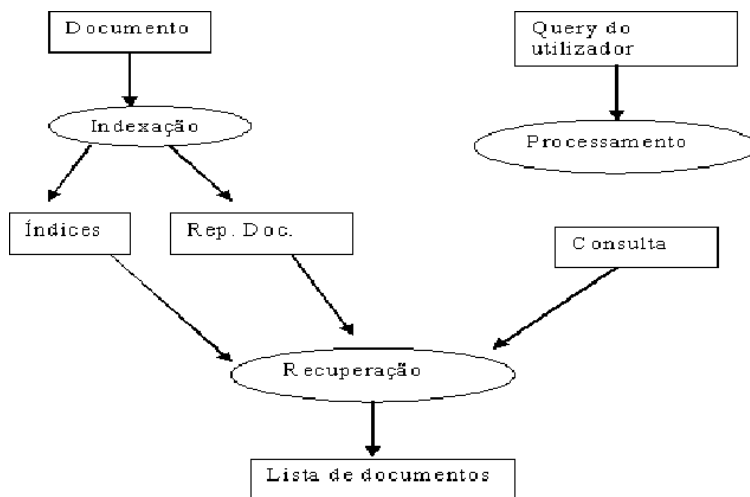 Documento
Query do
utilizador
Indexação
Processamento
Índices
Rep. Doc.
Consulta
Recuperação
Lista de documentos